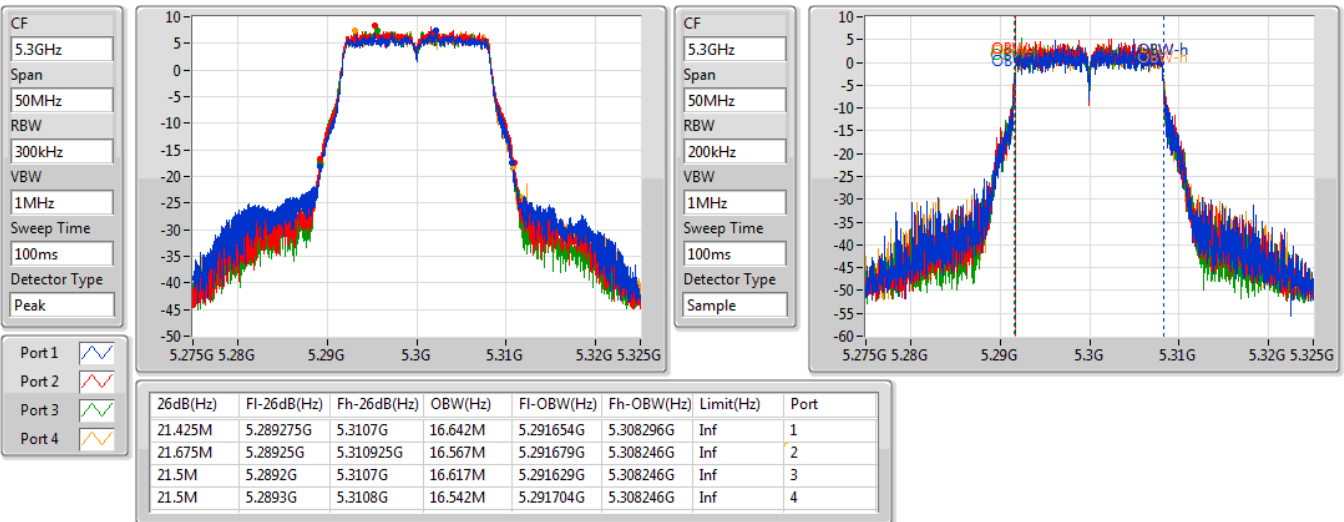 CF
5.3GHz
Span
50MHz
RBW
300kHz
VBW
1MHz
Sweep Time
100ms
Detector Type
Peak
10
5
0
-5
-10
-15
-20
-25
-30
-35
-40
-45
-50
5.275G 5.28G 5.29G 5.3G 5.31G 5.32G 5.325G
CF
5.3GHz
Span
50MHz
RBW
200kHz
VBW
1MHz
Sweep Time
100ms
Detector Type
Sample
10
5
0
-5
-10
-15
-20
-25
-30
-35
-40
-45
-50
-55
-60
OBW-h
5.275G 5.28G 5.29G 5.3G 5.31G 5.32G 5.325G
Port 1
Port 2
Port 3
Port 4
26dB(Hz) Fl-26dB(Hz) Fh-26dB(Hz) OBW(Hz) Fl-OBW(Hz) Fh-OBW(Hz) Limit(Hz) Port
21.425M 5.289275G 5.3107G 16.642M 5.291654G 5.308296G Inf 1
21.675M 5.28925G 5.310925G 16.567M 5.291679G 5.308246G Inf 2
21.5M 5.2892G 5.3107G 16.617M 5.291629G 5.308246G Inf 3
21.5M 5.2893G 5.3108G 16.542M 5.291704G 5.308246G Inf 4